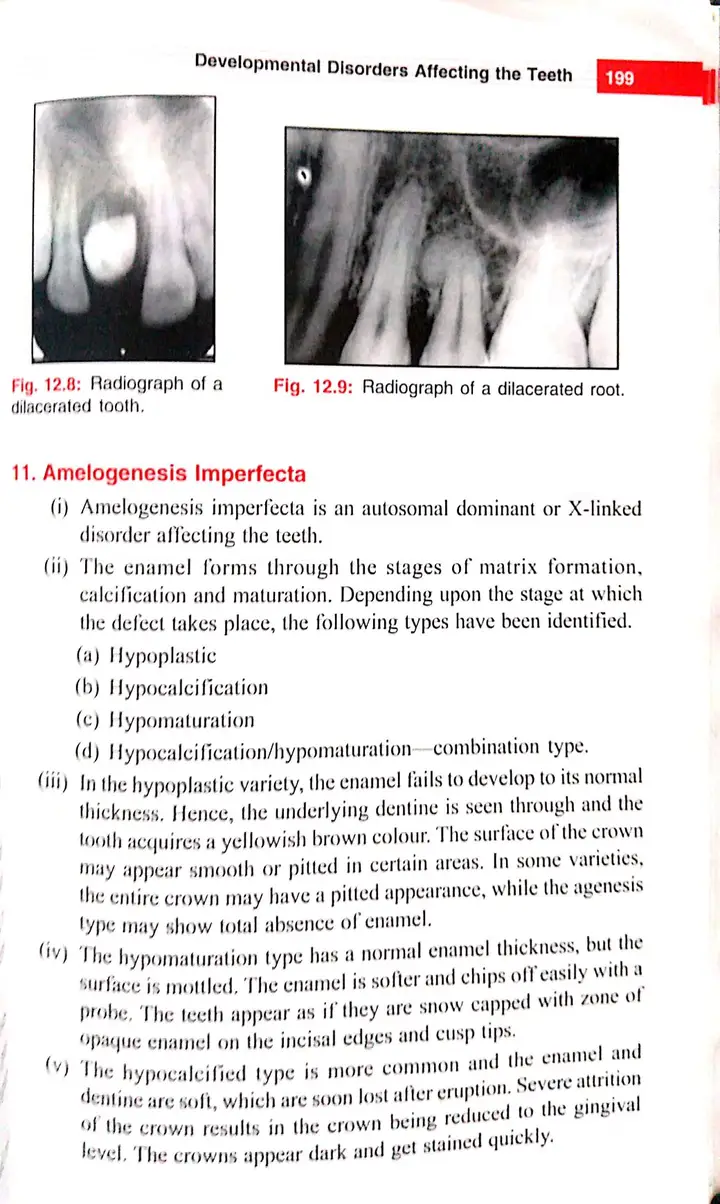 Developmental Disorders Affecting the Teeth 199
Fig. 12.8: Radiograph of a
dilacerated tooth.
Fig. 12.9: Radiograph of a dilacerated root.
11. Amelogenesis Imperfecta
(i) Amelogenesis imperfecta is an autosomal dominant or X-linked
disorder affecting the teeth.
(ii) The enamel forms through the stages of matrix formation,
calcification and maturation. Depending upon the stage at which
the defect takes place, the following types have been identified.
(a) Hypoplastic
(b) Hypocalcification
(c) Hypomaturation
(d) Hypocalcification/hypomaturation—combination type.
(iii) In the hypoplastic variety, the enamel fails to develop to its normal
thickness. Hence, the underlying dentine is seen through and the
tooth acquires a yellowish brown colour. The surface of the crown
may appear smooth or pitted in certain areas. In some varieties,
the entire crown may have a pitted appearance, while the agenesis
type may show total absence of enamel.
(iv) The hypomaturation type has a normal enamel thickness, but the
surface is mottled. The enamel is softer and chips off easily with a
probe. The teeth appear as if they are snow capped with zone of
opaque enamel on the incisal edges and cusp tips.
(v) The hypocalcified type is more common and the enamel and
dentine are soft, which are soon lost after eruption. Severe attrition
of the crown results in the crown being reduced to the gingival
level. The crowns appear dark and get stained quickly.